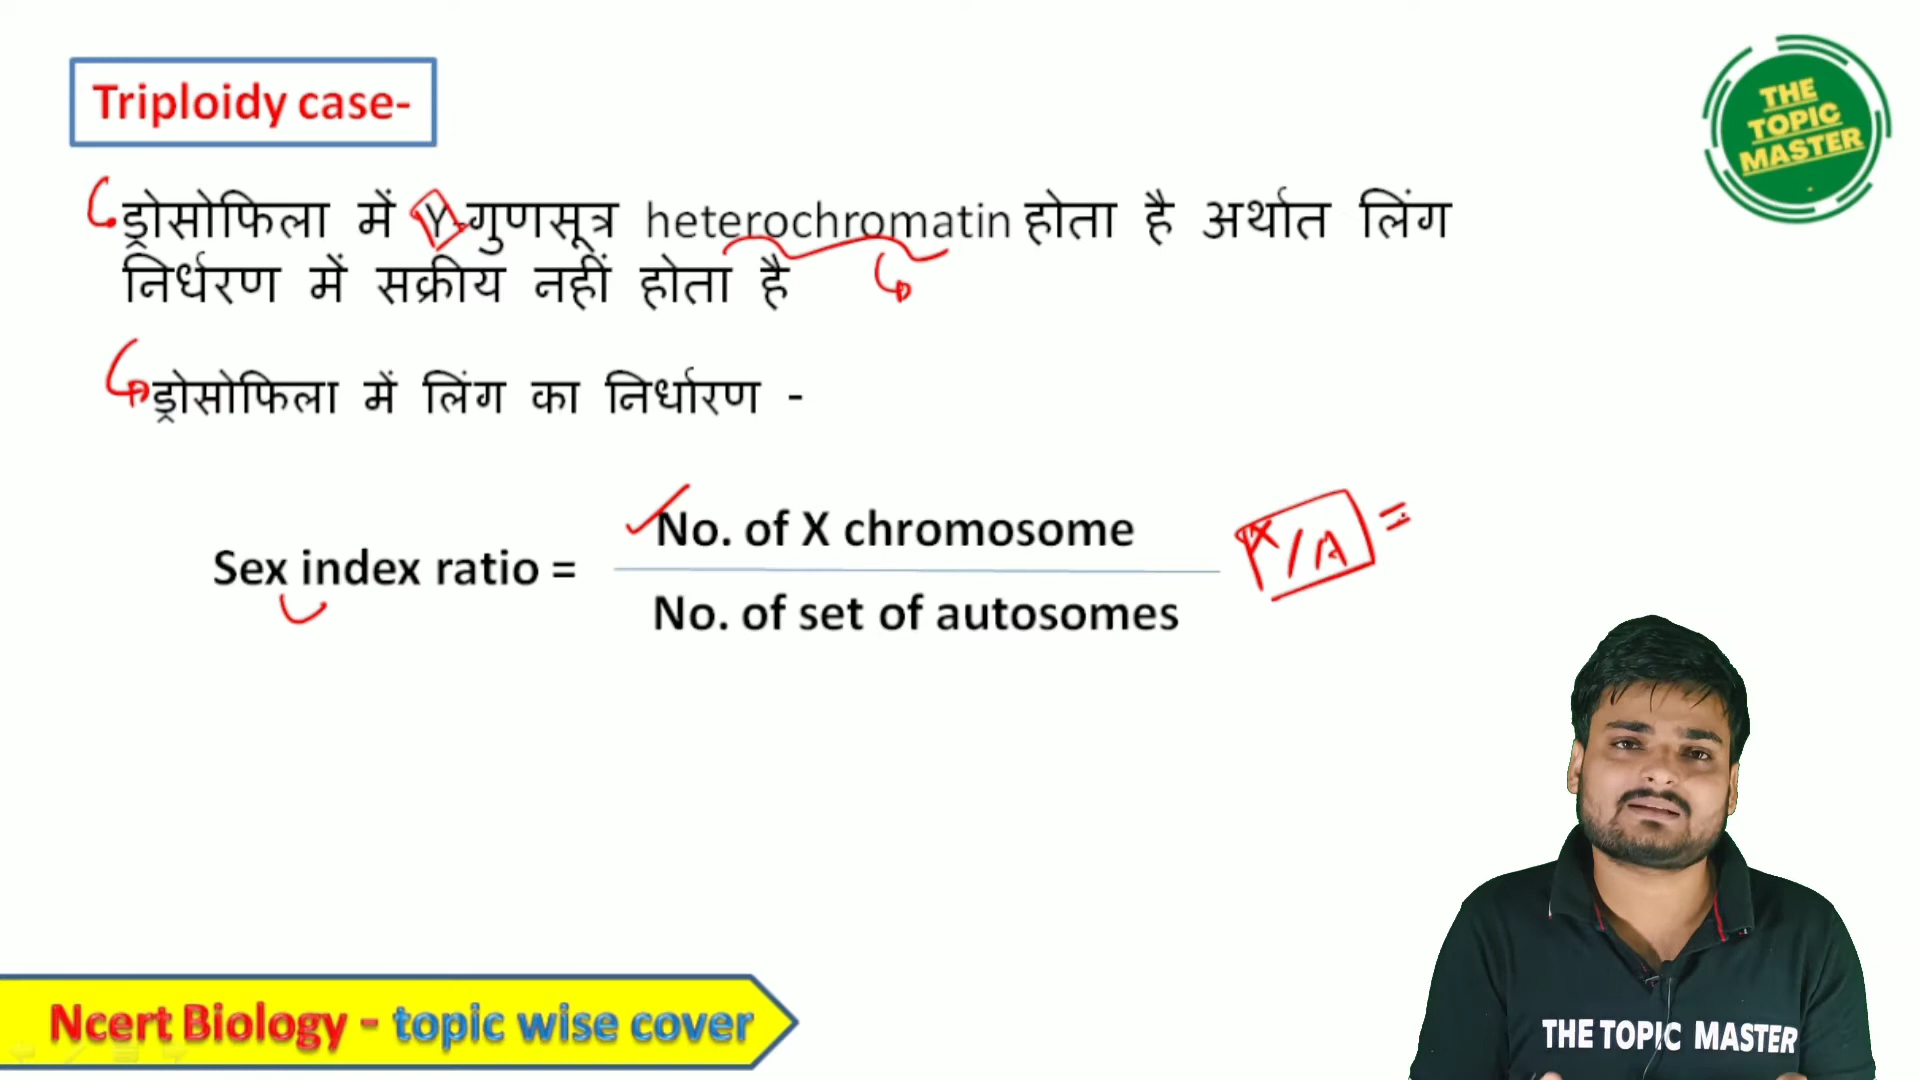 Triploidy case-
THE
TOPIC
MASTER
ड्रोसोफिला में Y-गुणसूत्र heterochromatin होता है अर्थात लिंग
निर्धरण में सक्रीय नहीं होता है
ड्रोसोफिला में लिंग का निर्धारण -
Sex index ratio =
No. of X chromosome
No. of set of autosomes
X/A =
Ncert Biology - topic wise cover
THE TOPIC MASTER